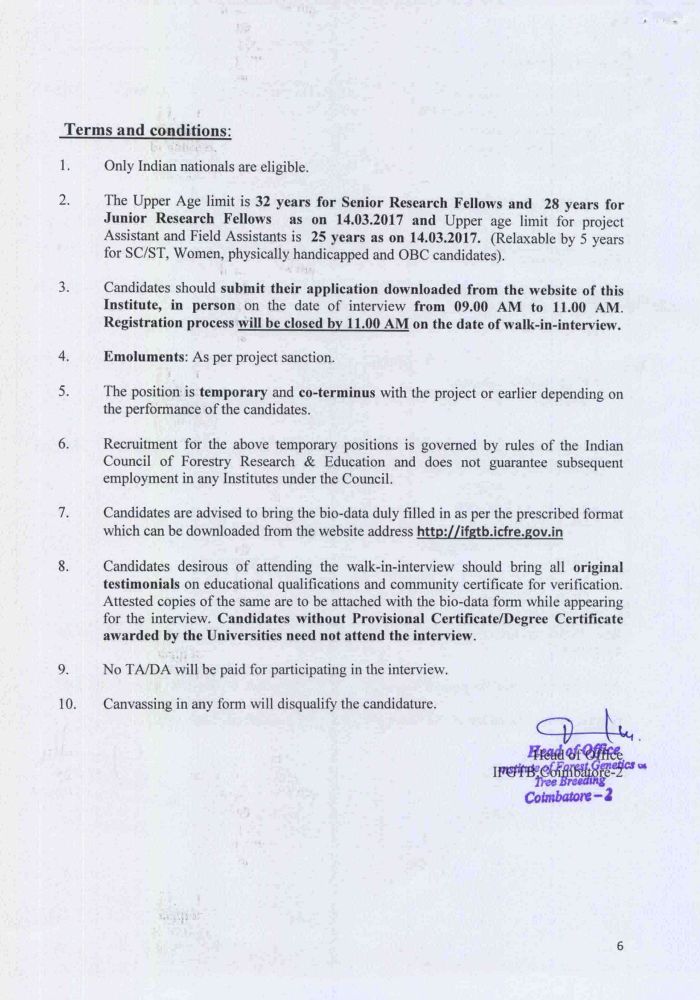 Terms and conditions:
1. Only Indian nationals are eligible.
2. The Upper Age limit is 32 years for Senior Research Fellows and 28 years for
Junior Research Fellows as on 14.03.2017 and Upper age limit for project
Assistant and Field Assistants is 25 years as on 14.03.2017. (Relaxable by 5 years
for SC/ST, Women, physically handicapped and OBC candidates).
3. Candidates should submit their application downloaded from the website of this
Institute, in person on the date of interview from 09.00 AM to 11.00 AM.
Registration process will be closed by 11.00 AM on the date of walk-in-interview.
4. Emoluments: As per project sanction.
5. The position is temporary and co-terminus with the project or earlier depending on
the performance of the candidates.
6. Recruitment for the above temporary positions is governed by rules of the Indian
Council of Forestry Research & Education and does not guarantee subsequent
employment in any Institutes under the Council.
7. Candidates are advised to bring the bio-data duly filled in as per the prescribed format
which can be downloaded from the website address http://ifgtb.icfre.gov.in
8. Candidates desirous of attending the walk-in-interview should bring all original
testimonials on educational qualifications and community certificate for verification.
Attested copies of the same are to be attached with the bio-data form while appearing
for the interview. Candidates without Provisional Certificate/Degree Certificate
awarded by the Universities need not attend the interview.
9. No TA/DA will be paid for participating in the interview.
10. Canvassing in any form will disqualify the candidature.
Head of Office
Head of Office
Institute of Forest Genetics
IFGTB, Coimbatore-2
Tree Breeding
Coimbatore – 2
6